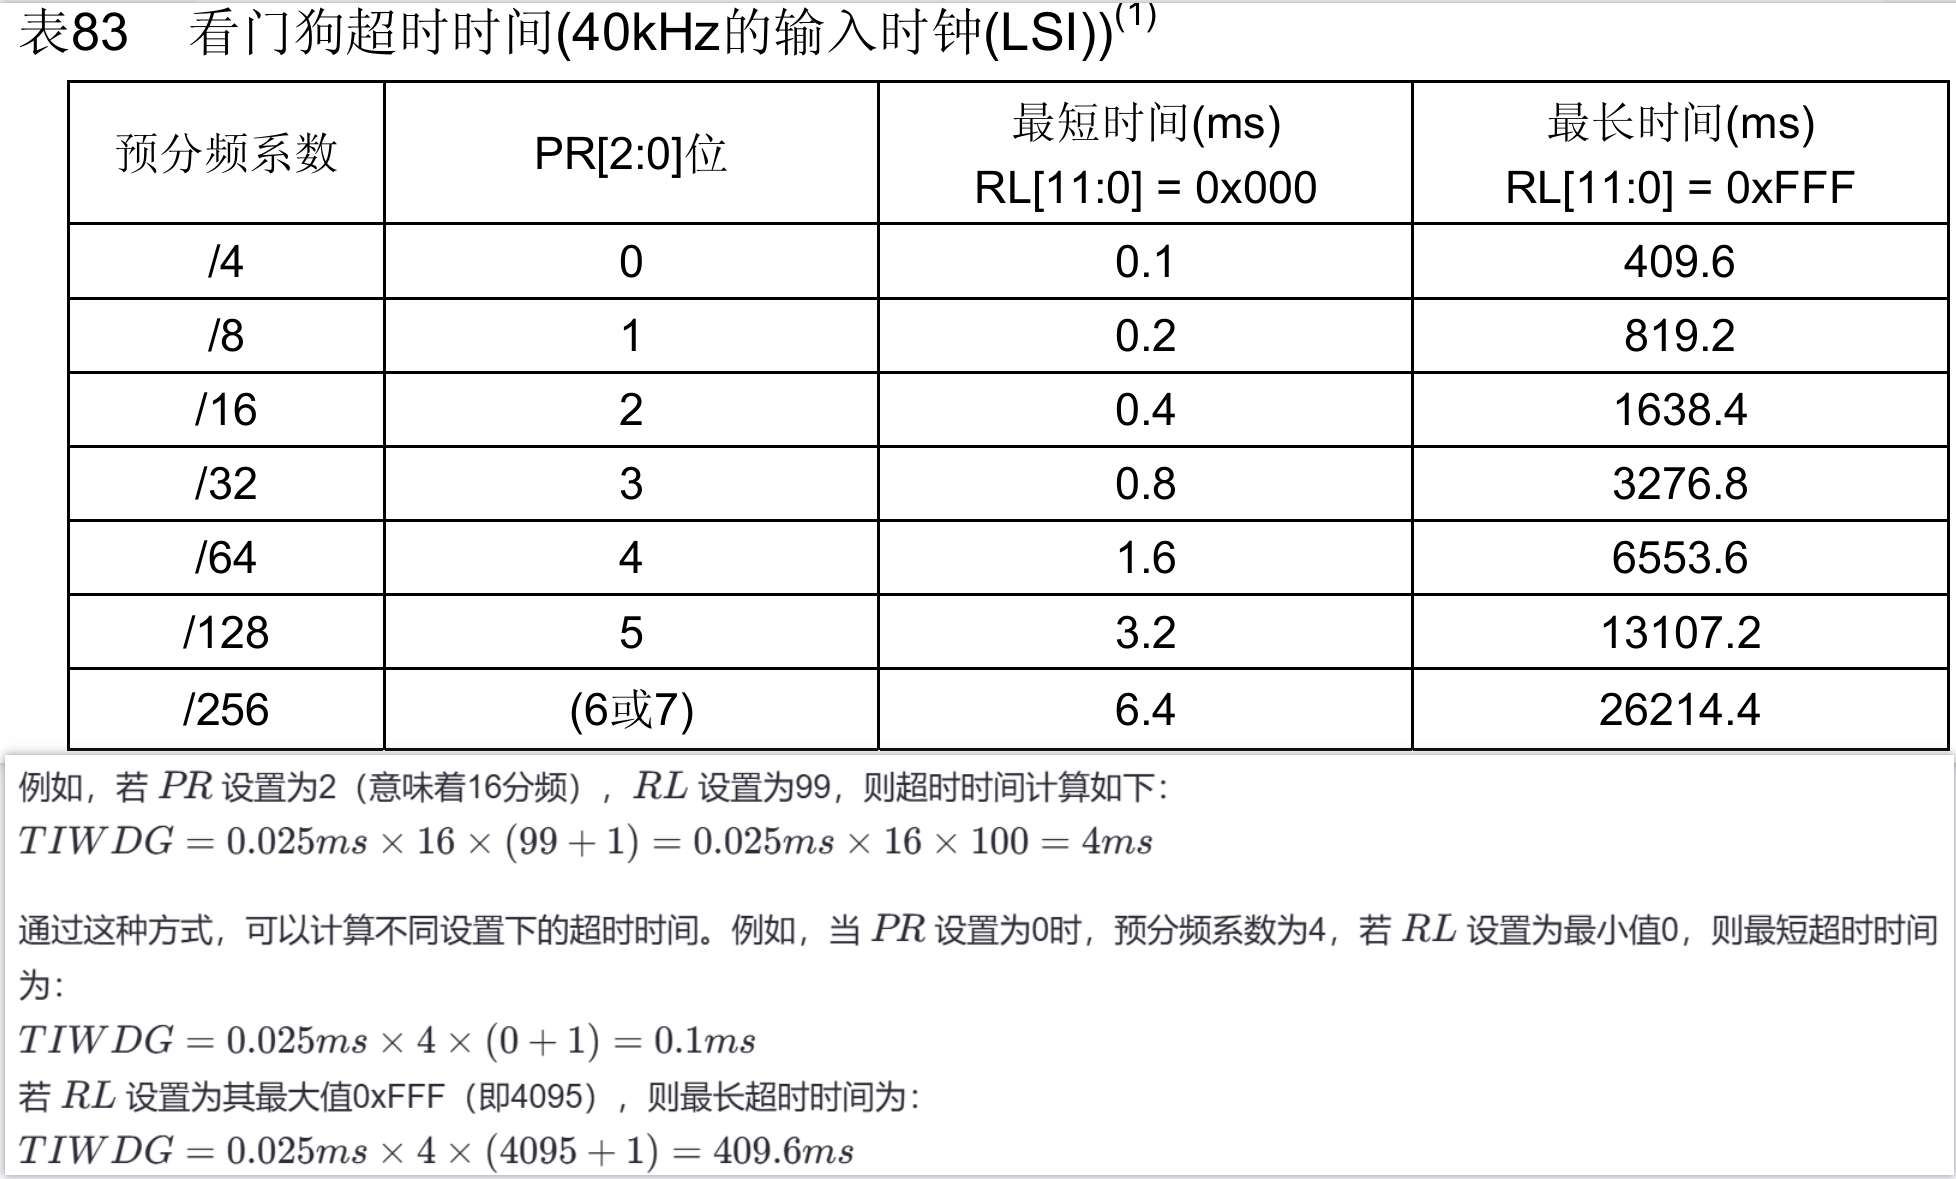 表83 看门狗超时时间(40kHz的输入时钟(LSI))(1)
预分频系数 PR[2:0]位 最短时间(ms) RL[11:0] = 0x000 最长时间(ms) RL[11:0] = 0xFFF
/4 0 0.1 409.6
/8 1 0.2 819.2
/16 2 0.4 1638.4
/32 3 0.8 3276.8
/64 4 1.6 6553.6
/128 5 3.2 13107.2
/256 (6或7) 6.4 26214.4
例如，若 PR 设置为2（意味着16分频），RL 设置为99，则超时时间计算如下：
TIWDG = 0.025ms × 16 × (99 + 1) = 0.025ms × 16 × 100 = 4ms
通过这种方式，可以计算不同设置下的超时时间。例如，当 PR 设置为0时，预分频系数为4，若 RL 设置为最小值0，则最短超时时间
为：
TIWDG = 0.025ms × 4 × (0 + 1) = 0.1ms
若 RL 设置为其最大值0xFFF（即4095），则最长超时时间为：
TIWDG = 0.025ms × 4 × (4095 + 1) = 409.6ms